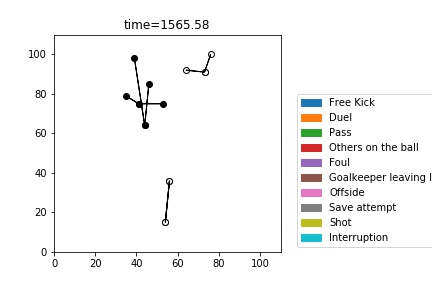 time=1565.58
100
80
60
40
20
0
0 20 40 60 80 100
Free Kick
Duel
Pass
Others on the ball
Foul
Goalkeeper leaving l
Offside
Save attempt
Shot
Interruption